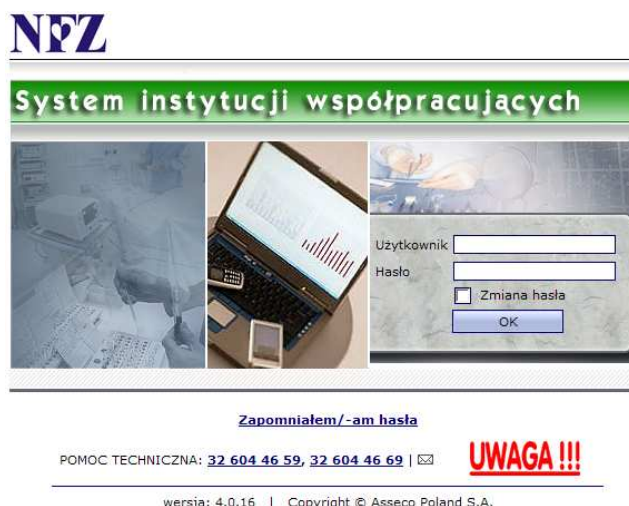 NFZ
System instytucji współpracujących
Użytkownik
Hasło
Zmiana hasła
OK
Zapomniałem/-am hasła
POMOC TECHNICZNA: 32 604 46 59, 32 604 46 69 | UWAGA !!!
wersja: 4.0.16 | Copyright © Asseco Poland S.A.